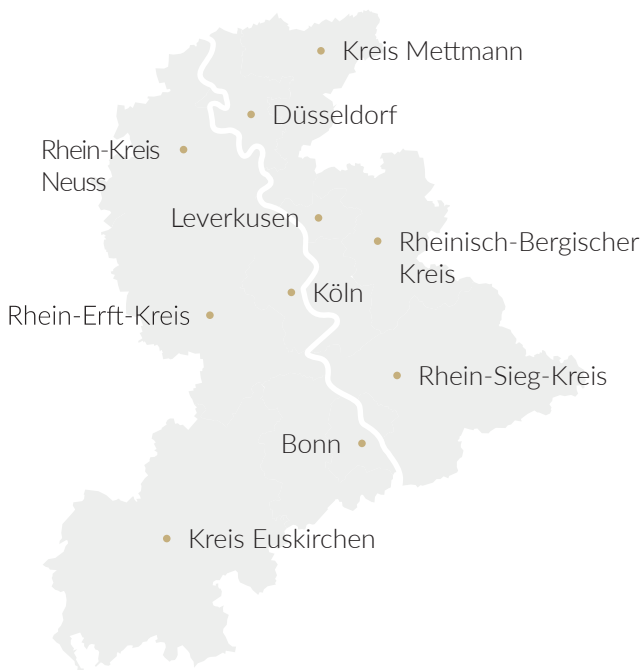 Kreis Mettmann
Düsseldorf
Rhein-Kreis
Neuss
Leverkusen
Rheinisch-Bergischer
Kreis
Köln
Rhein-Erft-Kreis
Rhein-Sieg-Kreis
Bonn
Kreis Euskirchen